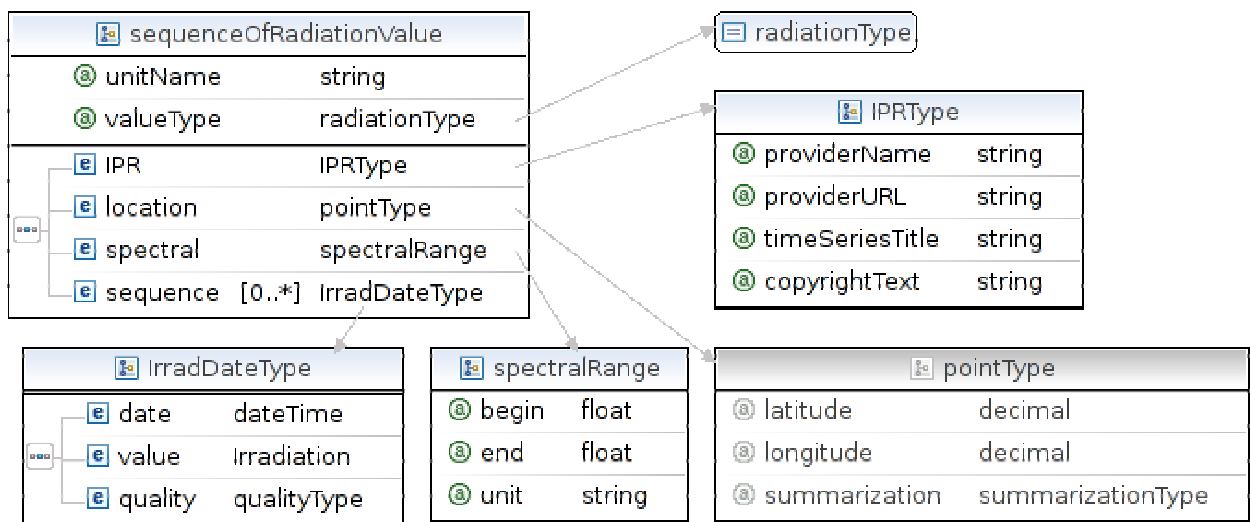 sequenceOfRadiationValue
a unitName string
a valueType radiationType
e IPR IPRType
e location pointType
e spectral spectralRange
e sequence [0..*] IrradDateType
radiationType
IPRType
a providerName string
a providerURL string
a timeSeriesTitle string
a copyrightText string
IrradDateType
e date dateTime
e value Irradiation
e quality qualityType
spectralRange
a begin float
a end float
a unit string
pointType
a latitude decimal
a longitude decimal
a summarization summarizationType